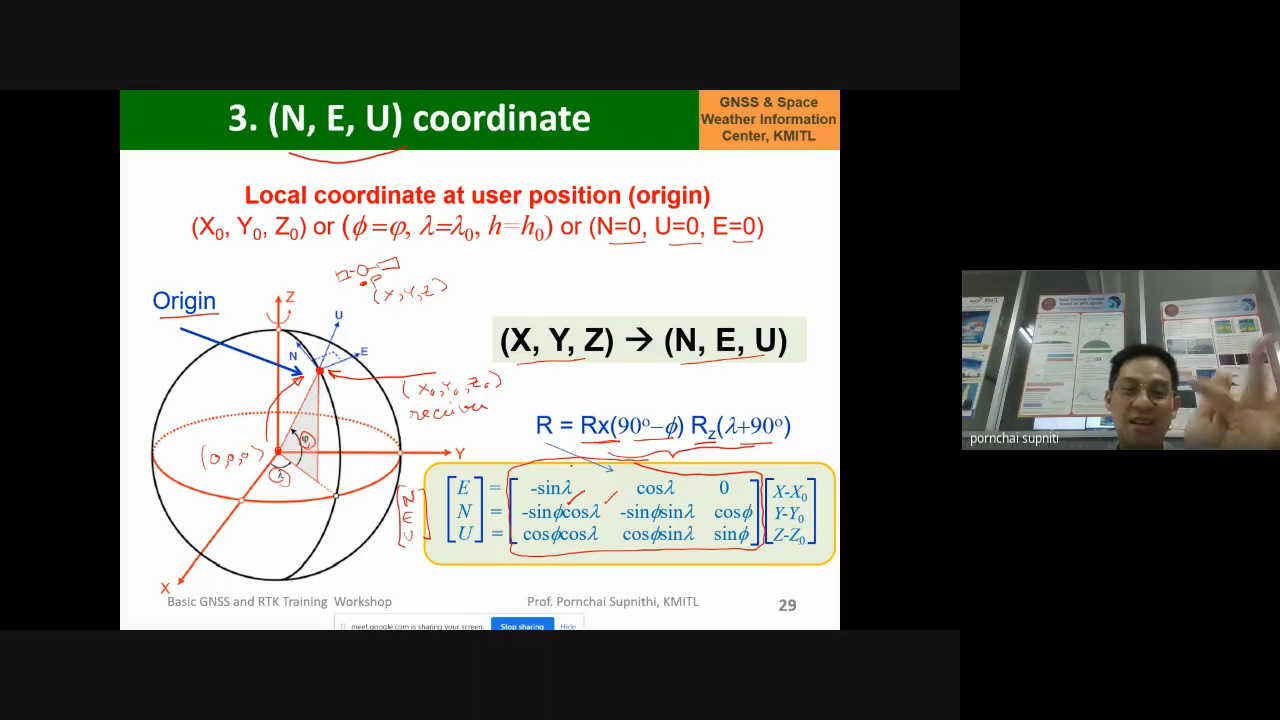 3. (N, E, U) coordinate
GNSS & Space
Weather Information
Center, KMITL
Local coordinate at user position (origin)
(X₀, Y₀, Z₀) or (ϕ=φ, λ=λ₀, h=h₀) or (N=0, U=0, E=0)
P
(X, Y, Z)
Origin
Z
U
N
E
(X₀, Y₀, Z₀)
receiver
(X, Y, Z) → (N, E, U)
R = Rx(90º−ϕ) Rz(λ+90º)
φ
(0,0,0)
Y
λ
X
N
E
U
E = -sinλ cosλ 0 X-X₀
N = -sinϕcosλ -sinϕsinλ cosϕ Y-Y₀
U = cosϕcosλ cosϕsinλ sinϕ Z-Z₀
Basic GNSS and RTK Training Workshop Prof. Pornchai Supnithi, KMITL 29
meet.google.com is sharing your screen. Stop sharing Hide
pornchai supniti